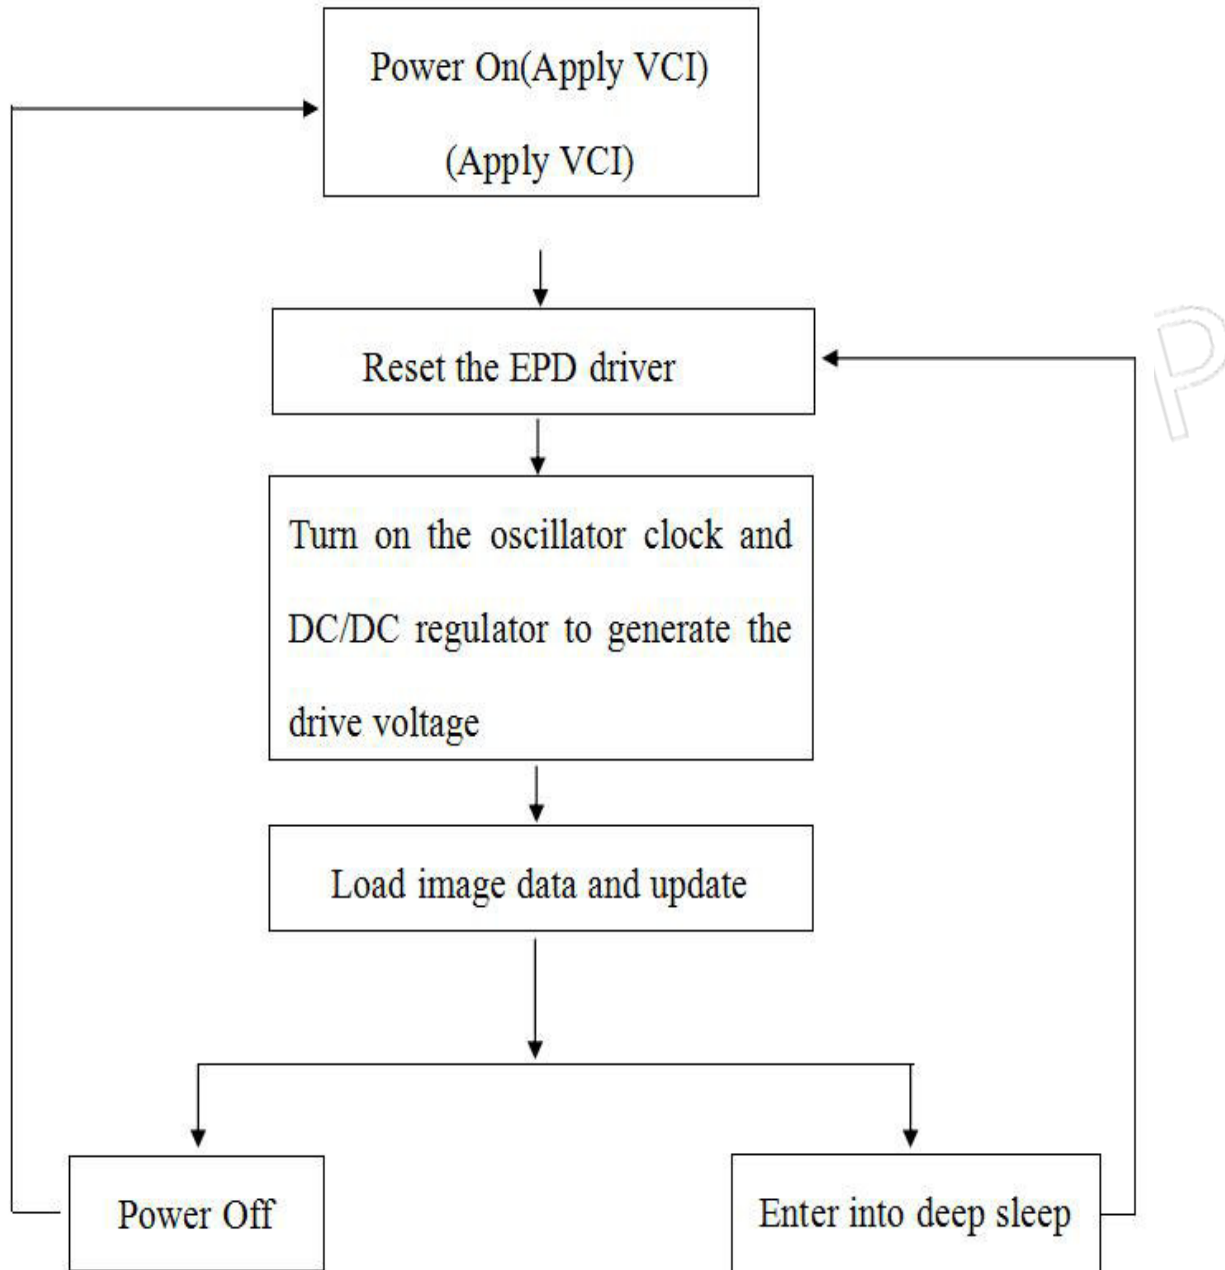 Power On(Apply VCI)
(Apply VCI)
Reset the EPD driver
Turn on the oscillator clock and
DC/DC regulator to generate the
drive voltage
Load image data and update
Power Off
Enter into deep sleep
P